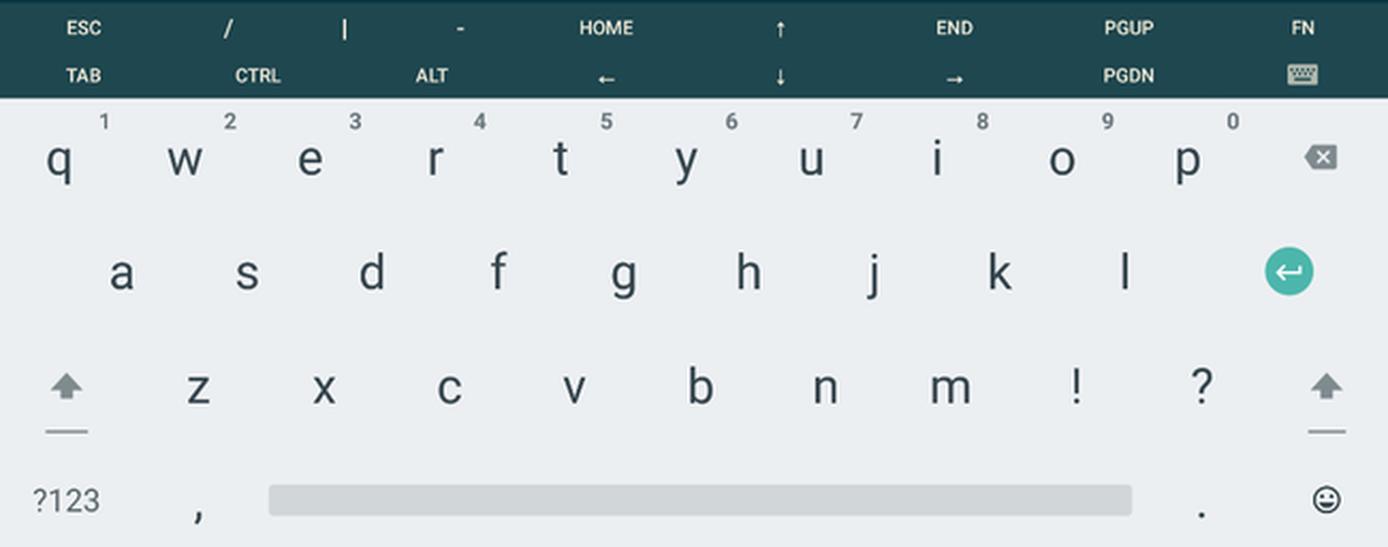 ESC / | - HOME ↑ END PGUP FN
TAB CTRL ALT ← ↓ → PGDN
1 2 3 4 5 6 7 8 9 0
q w e r t y u i o p
a s d f g h j k l
z x c v b n m ! ?
?123 , .